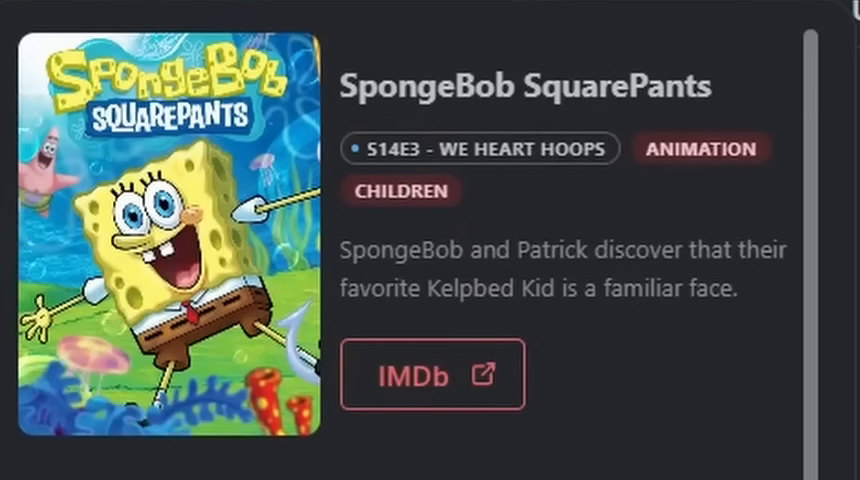 SPONGEBOB
SQUAREPANTS
SpongeBob SquarePants
S14E3 - WE HEART HOOPS
ANIMATION
CHILDREN
SpongeBob and Patrick discover that their
favorite Kelpbed Kid is a familiar face.
IMDb